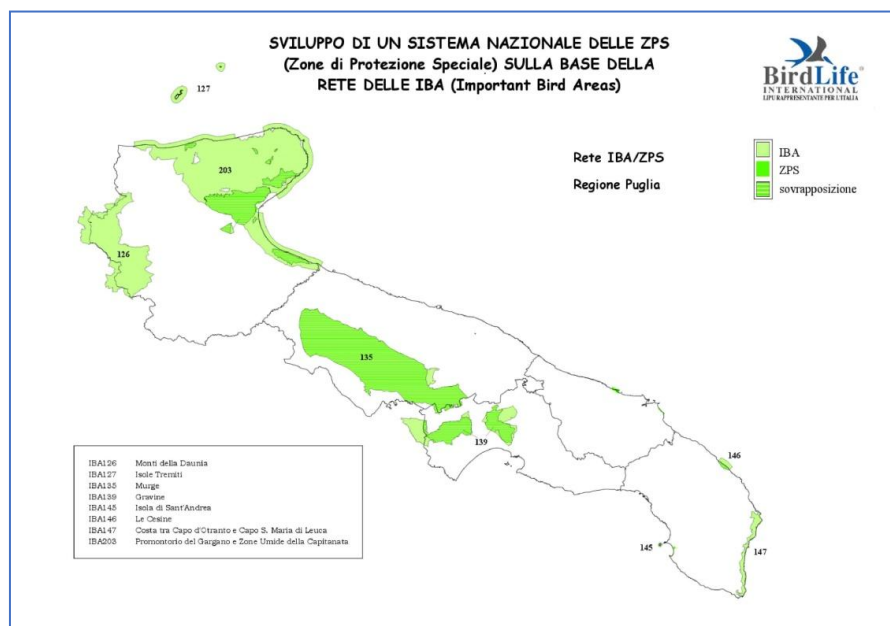 SVILUPPO DI UN SISTEMA NAZIONALE DELLE ZPS
(Zone di Protezione Speciale) SULLA BASE DELLA
RETE DELLE IBA (Important Bird Areas)
BirdLife
INTERNATIONAL
LIPU RAPPRESENTANTE PER L'ITALIA
127
Rete IBA/ZPS
Regione Puglia
IBA
ZPS
sovrapposizione
203
126
135
139
146
145
147
IBA126 Monti della Daunia
IBA127 Isole Tremiti
IBA135 Murge
IBA139 Gravine
IBA145 Isola di Sant'Andrea
IBA146 Le Cesine
IBA147 Costa tra Capo d'Otranto e Capo S. Maria di Leuca
IBA203 Promontorio del Gargano e Zone Umide della Capitanata